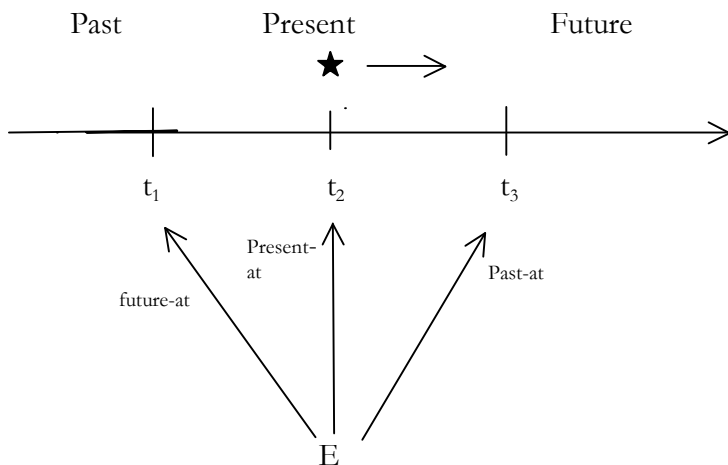 Past Present Future
t₁ t₂ t₃
Present-
at
Past-at
future-at
E